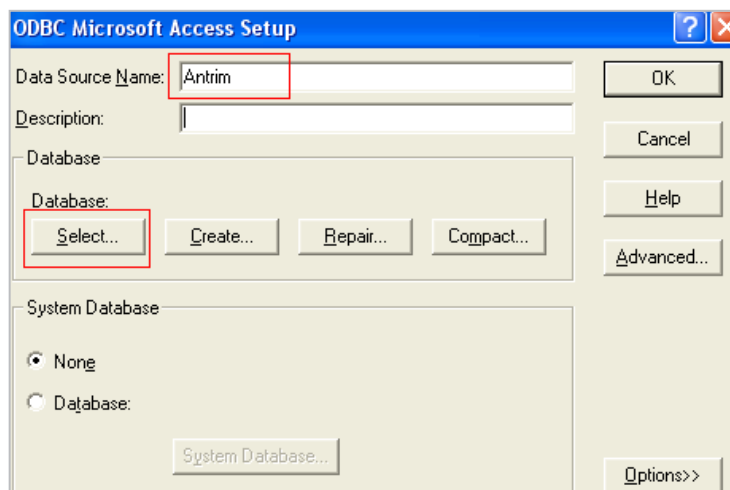 ODBC Microsoft Access Setup
Data Source Name: Antrim
OK
Description:
Cancel
Database
Database:
Help
Select... Create... Repair... Compact...
Advanced...
System Database
None
Database:
System Database...
Options>>